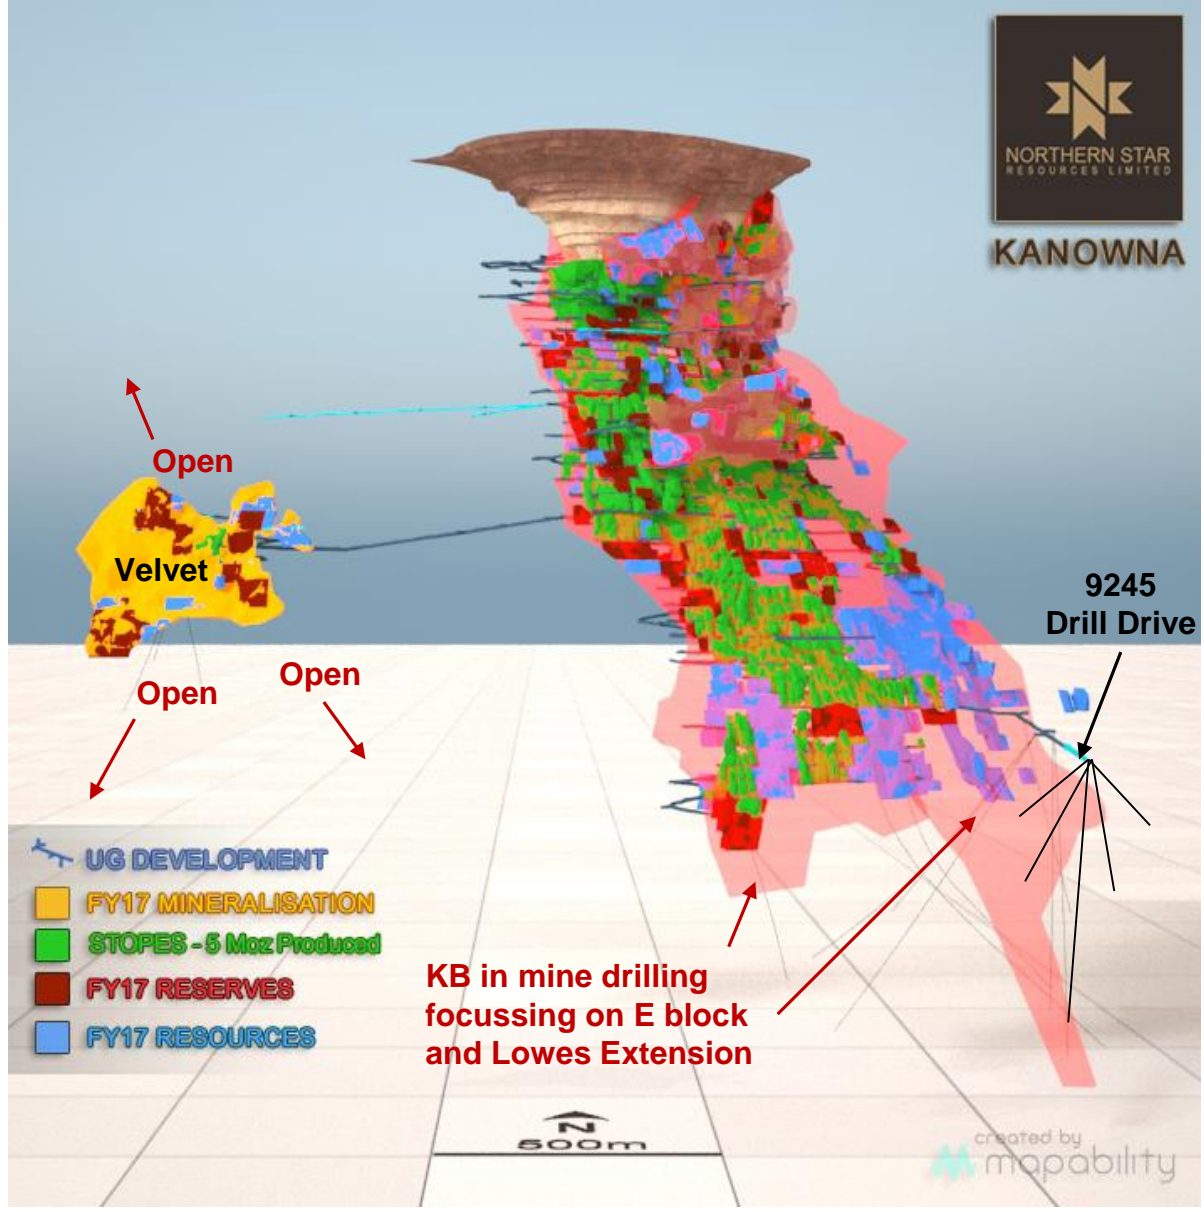 NORTHERN STAR
RESOURCES LIMITED
KANOWNA
Open
Velvet
9245
Drill Drive
Open
Open
UG DEVELOPMENT
FY17 MINERALISATION
STOPES - 5 Moz Produced
FY17 RESERVES
FY17 RESOURCES
KB in mine drilling
focussing on E block
and Lowes Extension
N
500m
created by
mapability